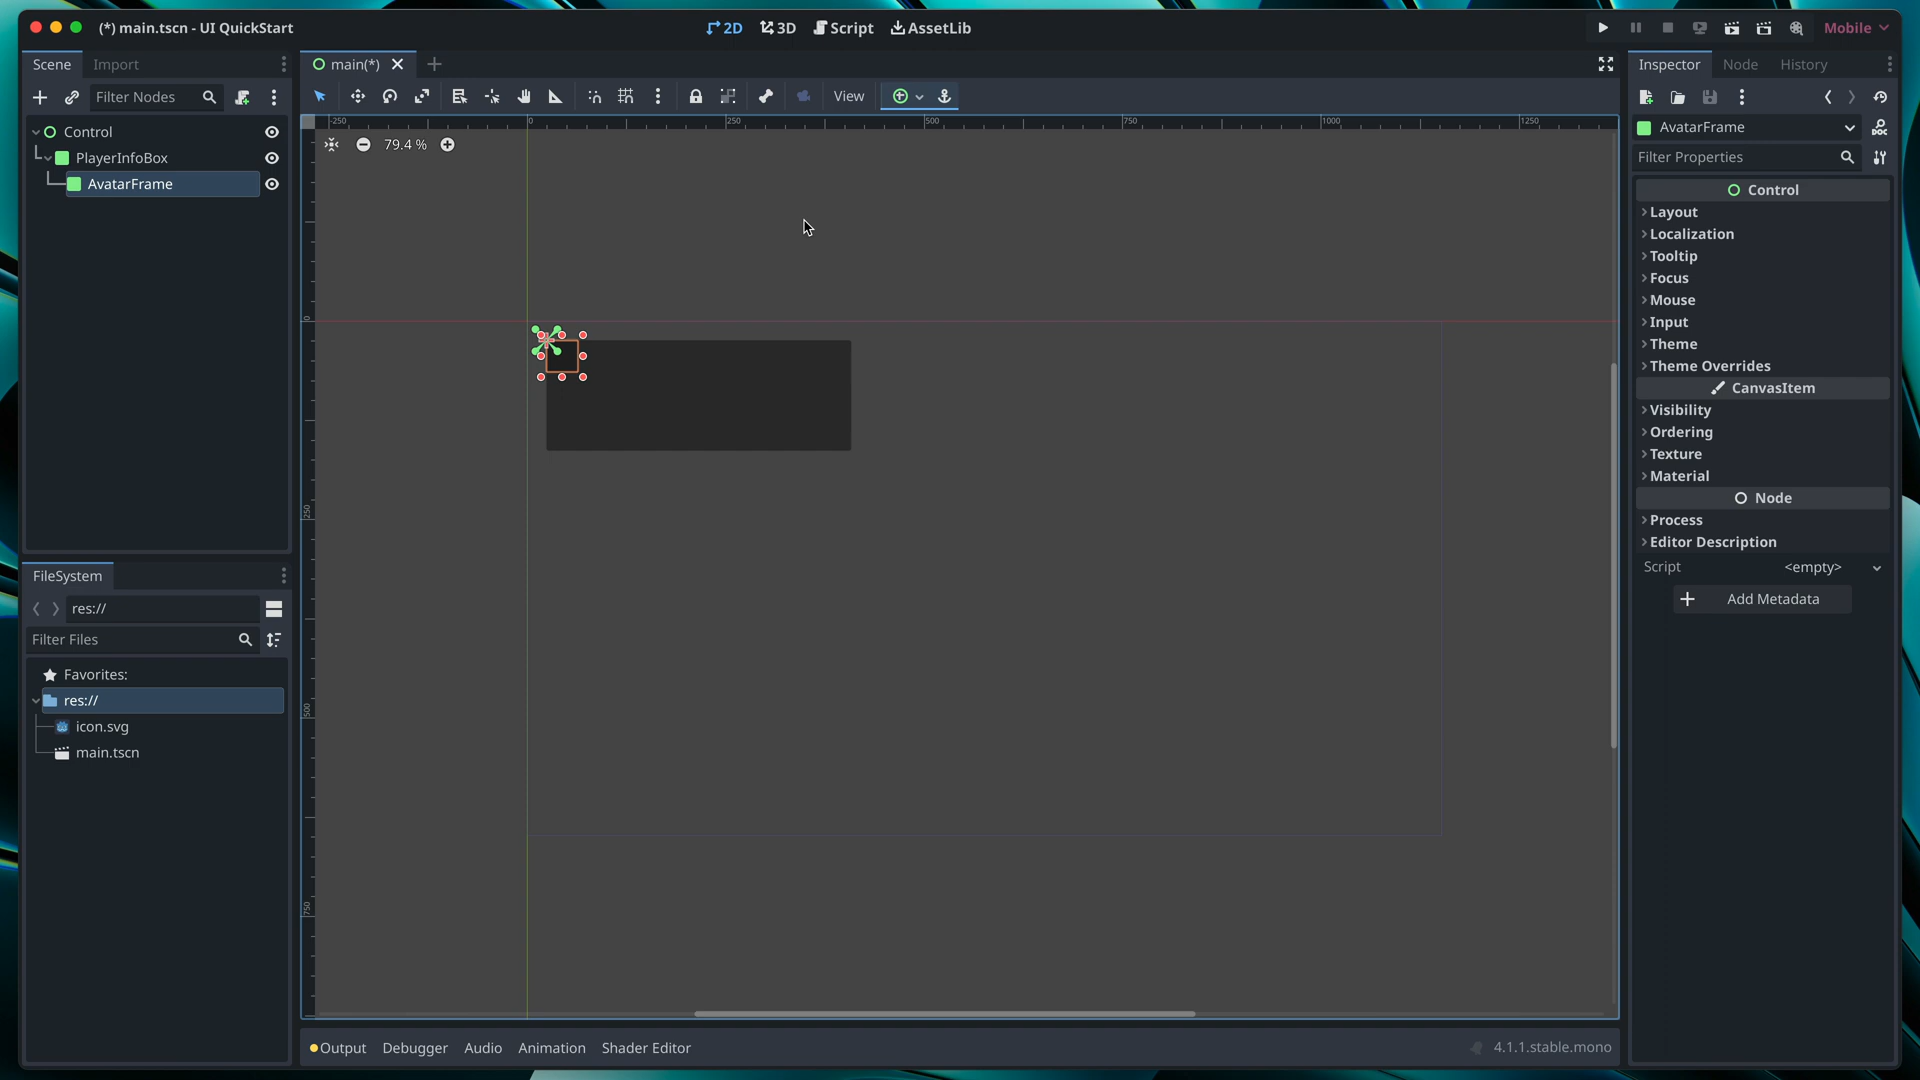 (*) main.tscn - UI QuickStart
2D
3D
Script
AssetLib
Mobile
Scene
Import
Filter Nodes
Control
PlayerInfoBox
AvatarFrame
FileSystem
res://
Filter Files
Favorites:
res://
icon.svg
main.tscn
main(*)
View
250
0
250
500
750
1000
1250
79.4 %
0
250
500
750
Output
Debugger
Audio
Animation
Shader Editor
4.1.1.stable.mono
Inspector
Node
History
AvatarFrame
Filter Properties
Control
Layout
Localization
Tooltip
Focus
Mouse
Input
Theme
Theme Overrides
CanvasItem
Visibility
Ordering
Texture
Material
Node
Process
Editor Description
Script
<empty>
Add Metadata